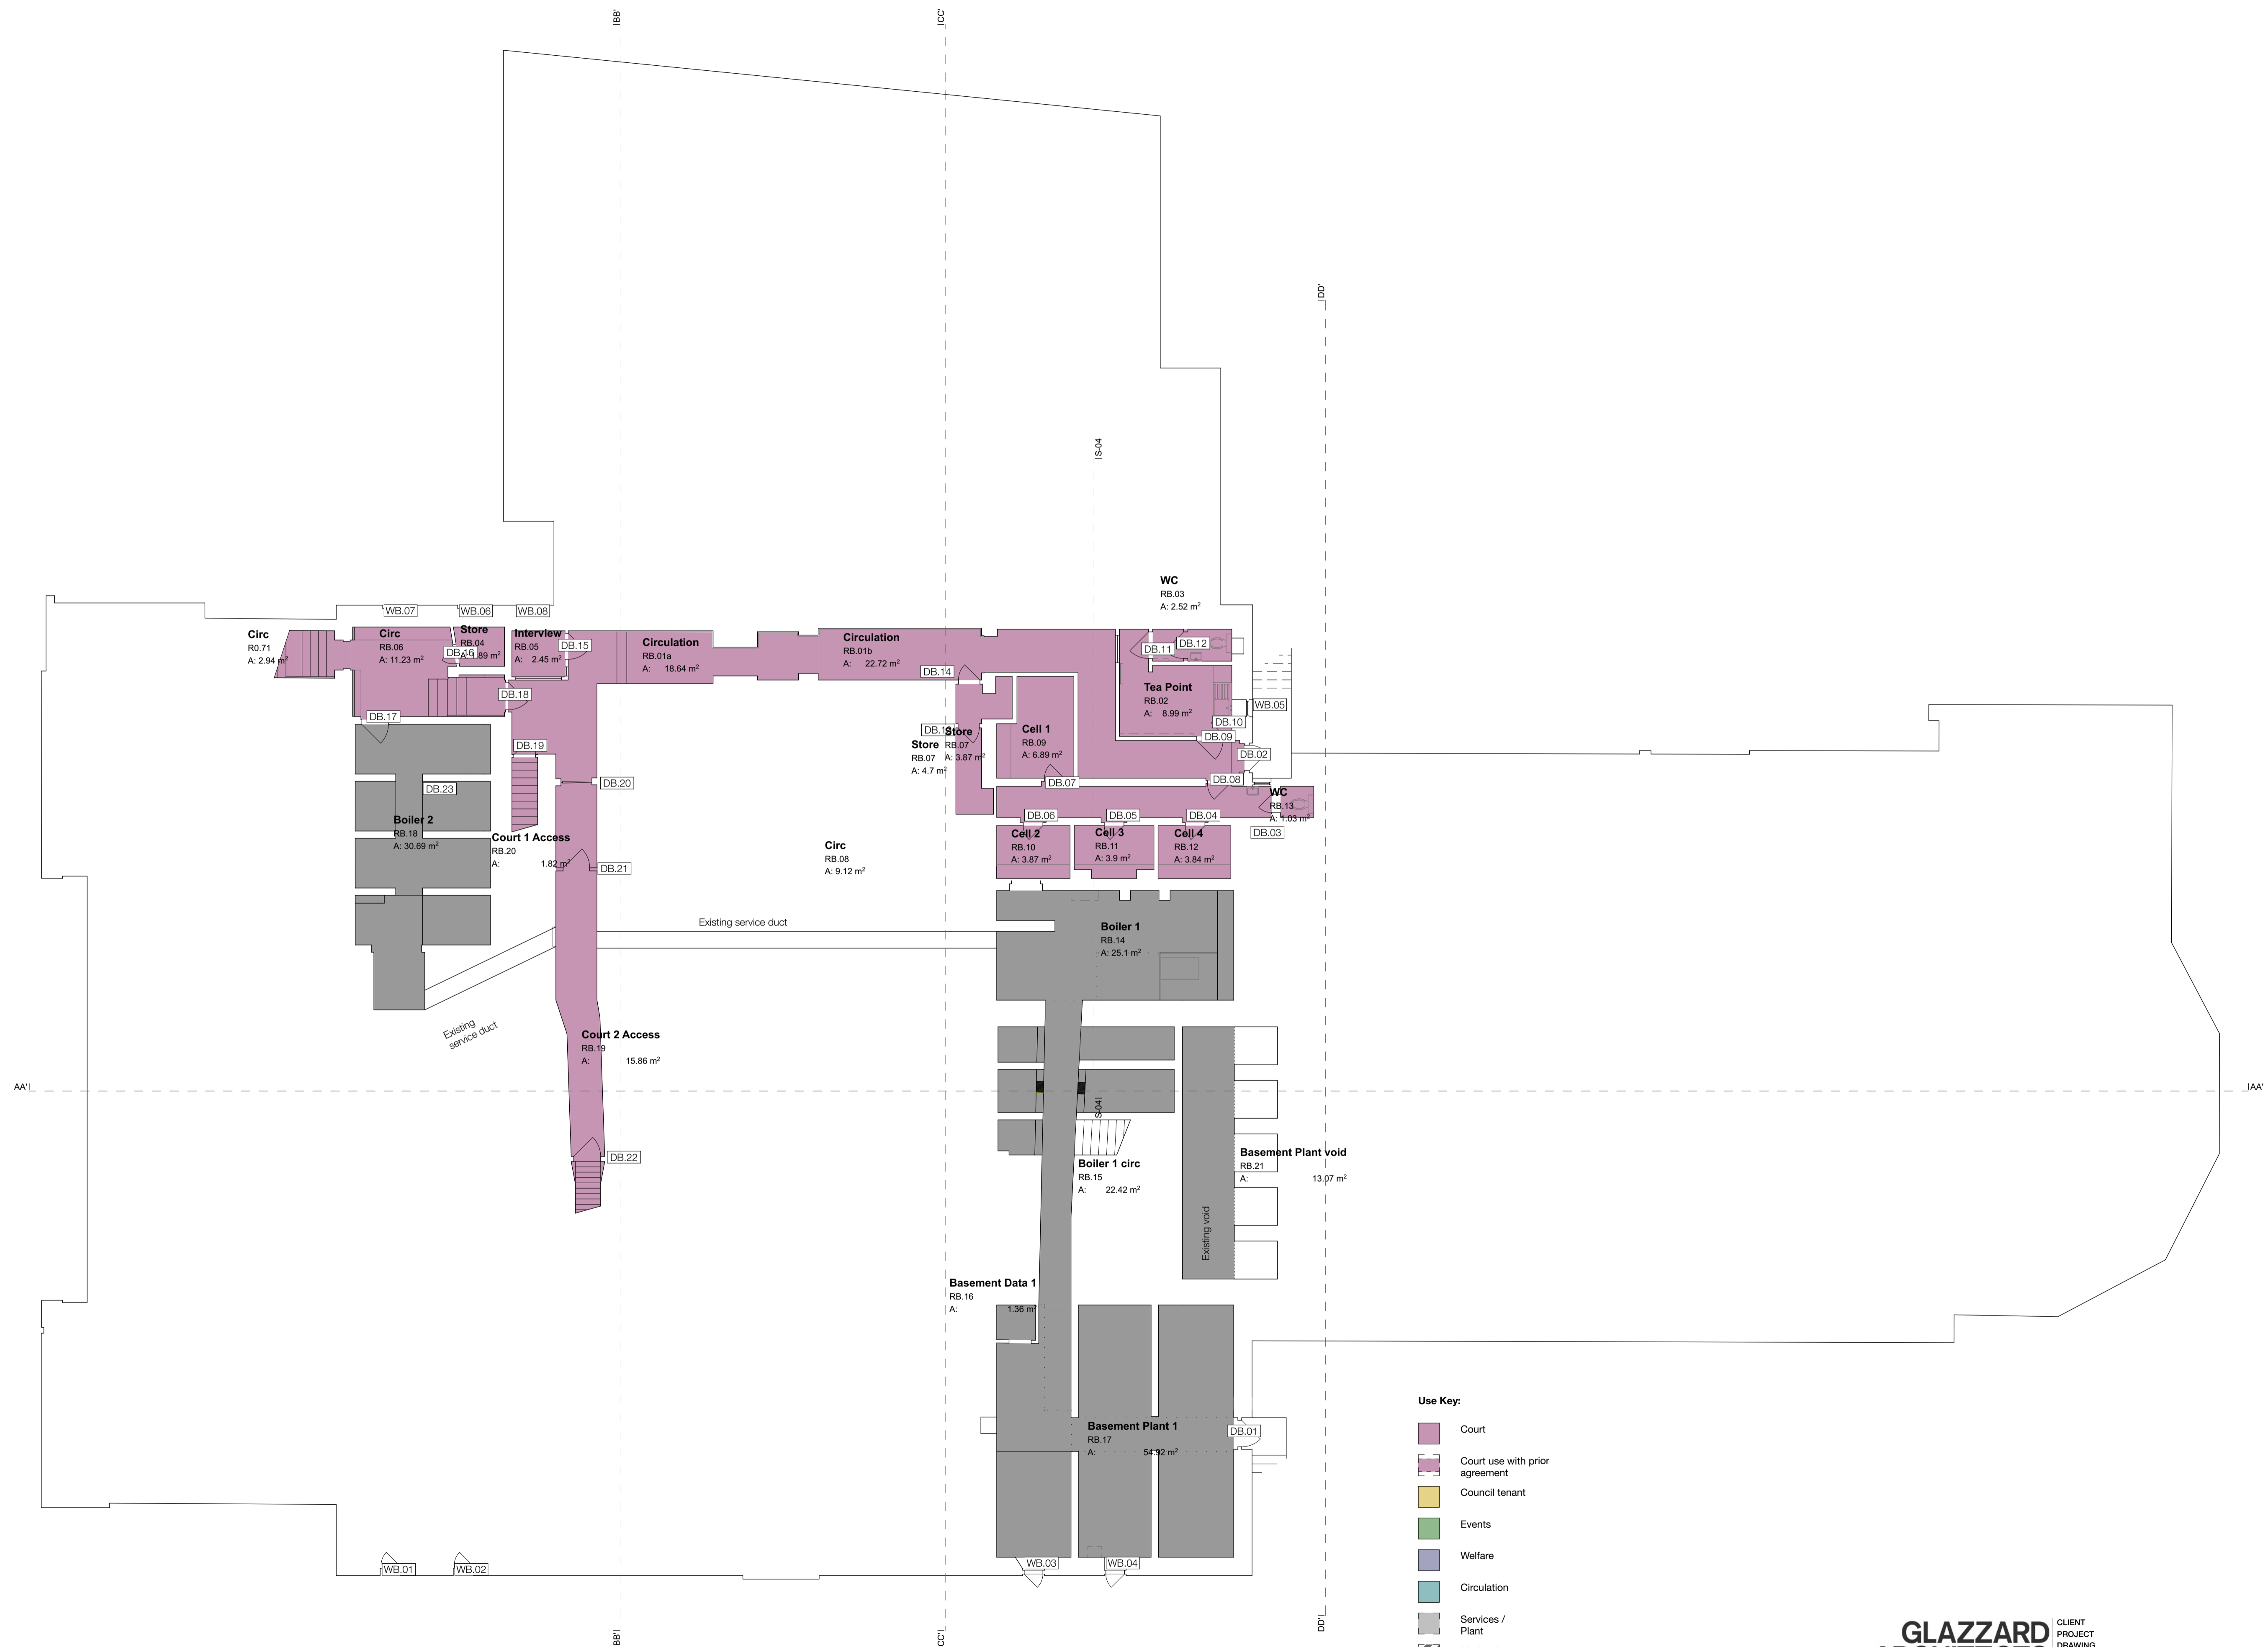 BB'
CC'
DD'
S-04
WC
RB.03
A: 2.52 m²
WB.07
WB.06
WB.08
Circ
R0.71
A: 2.94 m²
Circ
RB.06
A: 11.23 m²
Store
RB.04
A: 1.89 m²
DB.16
Interview
RB.05
A: 2.45 m²
DB.15
Circulation
RB.01a
A: 18.64 m²
Circulation
RB.01b
A: 22.72 m²
DB.14
DB.11
DB.12
Tea Point
RB.02
A: 8.99 m²
WB.05
DB.10
DB.09
DB.02
DB.18
DB.17
DB.19
Store
RB.07
A: 4.7 m²
Store
RB.07
A: 3.87 m²
Cell 1
RB.09
A: 6.89 m²
DB.07
DB.08
DB.20
DB.23
WC
RB.13
A: 1.03 m²
DB.03
DB.06
DB.05
DB.04
Boiler 2
RB.18
A: 30.69 m²
Court 1 Access
RB.20
A: 1.82 m²
DB.21
Circ
RB.08
A: 9.12 m²
Cell 2
RB.10
A: 3.87 m²
Cell 3
RB.11
A: 3.9 m²
Cell 4
RB.12
A: 3.84 m²
Existing service duct
Boiler 1
RB.14
A: 25.1 m²
Existing
service duct
Court 2 Access
RB.19
A: 15.86 m²
AA'
AA'
S-04
DB.22
Boiler 1 circ
RB.15
A: 22.42 m²
Basement Plant void
RB.21
A: 13.07 m²
Existing void
Basement Data 1
RB.16
A: 1.36 m²
Basement Plant 1
RB.17
A: 54.92 m²
DB.01
WB.01
WB.02
WB.03
WB.04
BB'
CC'
DD'
Use Key:
Court
Court use with prior
agreement
Council tenant
Events
Welfare
Circulation
Services /
Plant
GLAZZARD
ARCHITECTS
CLIENT
PROJECT
DRAWING